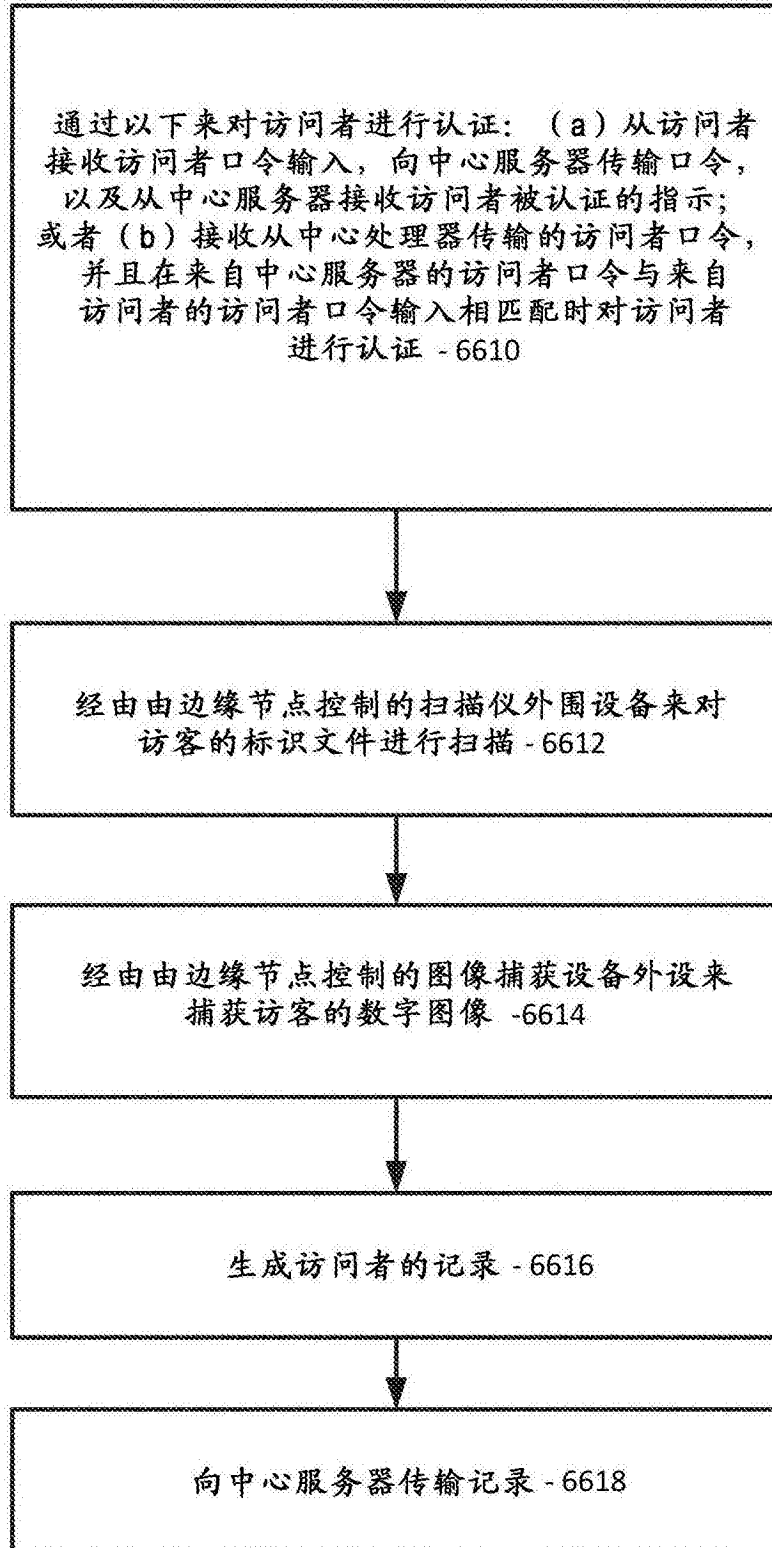 通过以下来对访问者进行认证：（a）从访问者
接收访问者口令输入，向中心服务器传输口令，
以及从中心服务器接收访问者被认证的指示；
或者（b）接收从中心处理器传输的访问者口令，
并且在来自中心服务器的访问者口令与来自
访问者的访问者口令输入相匹配时对访问者
进行认证 - 6610
经由由边缘节点控制的扫描仪外围设备来对
访客的标识文件进行扫描 - 6612
经由由边缘节点控制的图像捕获设备外设来
捕获访客的数字图像 -6614
生成访问者的记录 - 6616
向中心服务器传输记录 - 6618